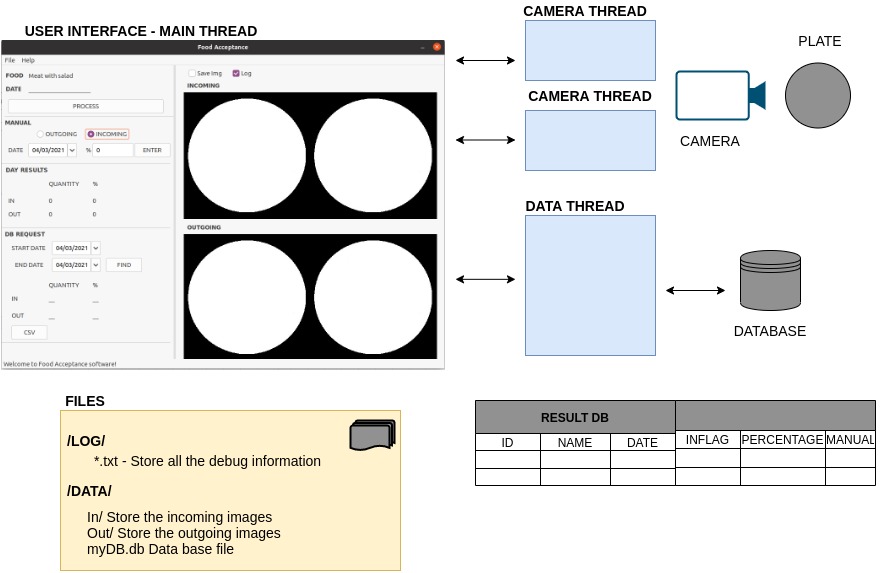 USER INTERFACE - MAIN THREAD
Food Acceptance
File Help
FOOD Meat with salad
DATE
PROCESS
MANUAL
OUTGOING INCOMING
DATE 04/03/2021 % 0 ENTER
DAY RESULTS
QUANTITY %
IN 0 0
OUT 0 0
DB REQUEST
START DATE 04/03/2021
END DATE 04/03/2021 FIND
QUANTITY %
IN __ __
OUT __ __
CSV
Welcome to Food Acceptance software!
Save Img Log
INCOMING
OUTGOING
CAMERA THREAD
CAMERA THREAD
DATA THREAD
PLATE
CAMERA
DATABASE
FILES
/LOG/
*.txt - Store all the debug information
/DATA/
In/ Store the incoming images
Out/ Store the outgoing images
myDB.db Data base file
RESULT DB
ID NAME DATE INFLAG PERCENTAGE MANUAL